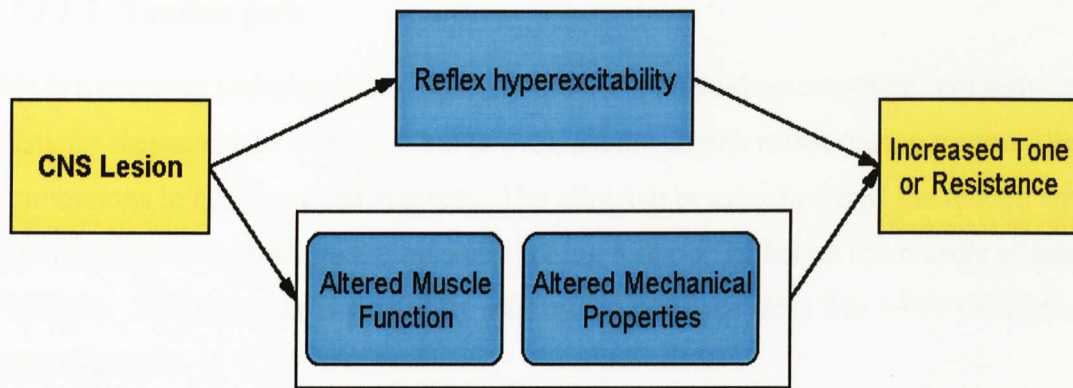 Reflex hyperexcitability
CNS Lesion
Increased Tone
or Resistance
Altered Muscle
Function
Altered Mechanical
Properties